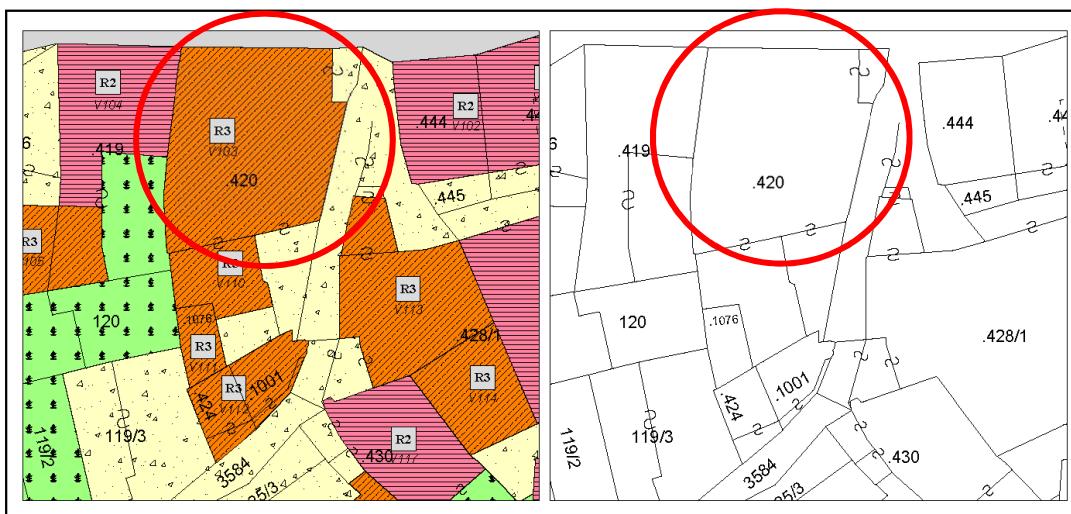 R2
V104
R3
V103
.419
.420
R2
V102
.444
.445
R3
V105
R3
V110
R3
V113
120
.1076
R3
V111
.428/1
R3
V112
.424
.1001
R3
V114
119/3
119/2
R2
V117
.430
3584
.419
.420
.444
.445
120
.1076
.428/1
.424
.1001
119/3
119/2
.430
3584